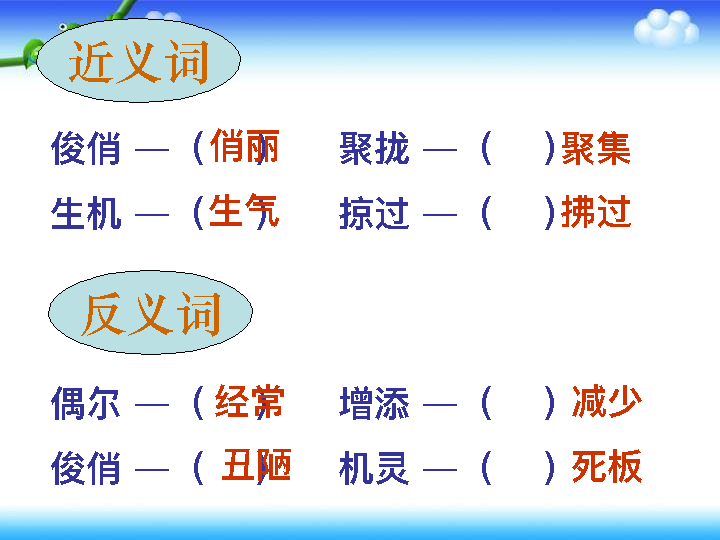 近义词
俊俏 — (俏丽) 聚拢 — ( )聚集
生机 — (生气) 掠过 — ( )拂过
反义词
偶尔 — (经常) 增添 — ( )减少
俊俏 — (丑陋) 机灵 — ( )死板